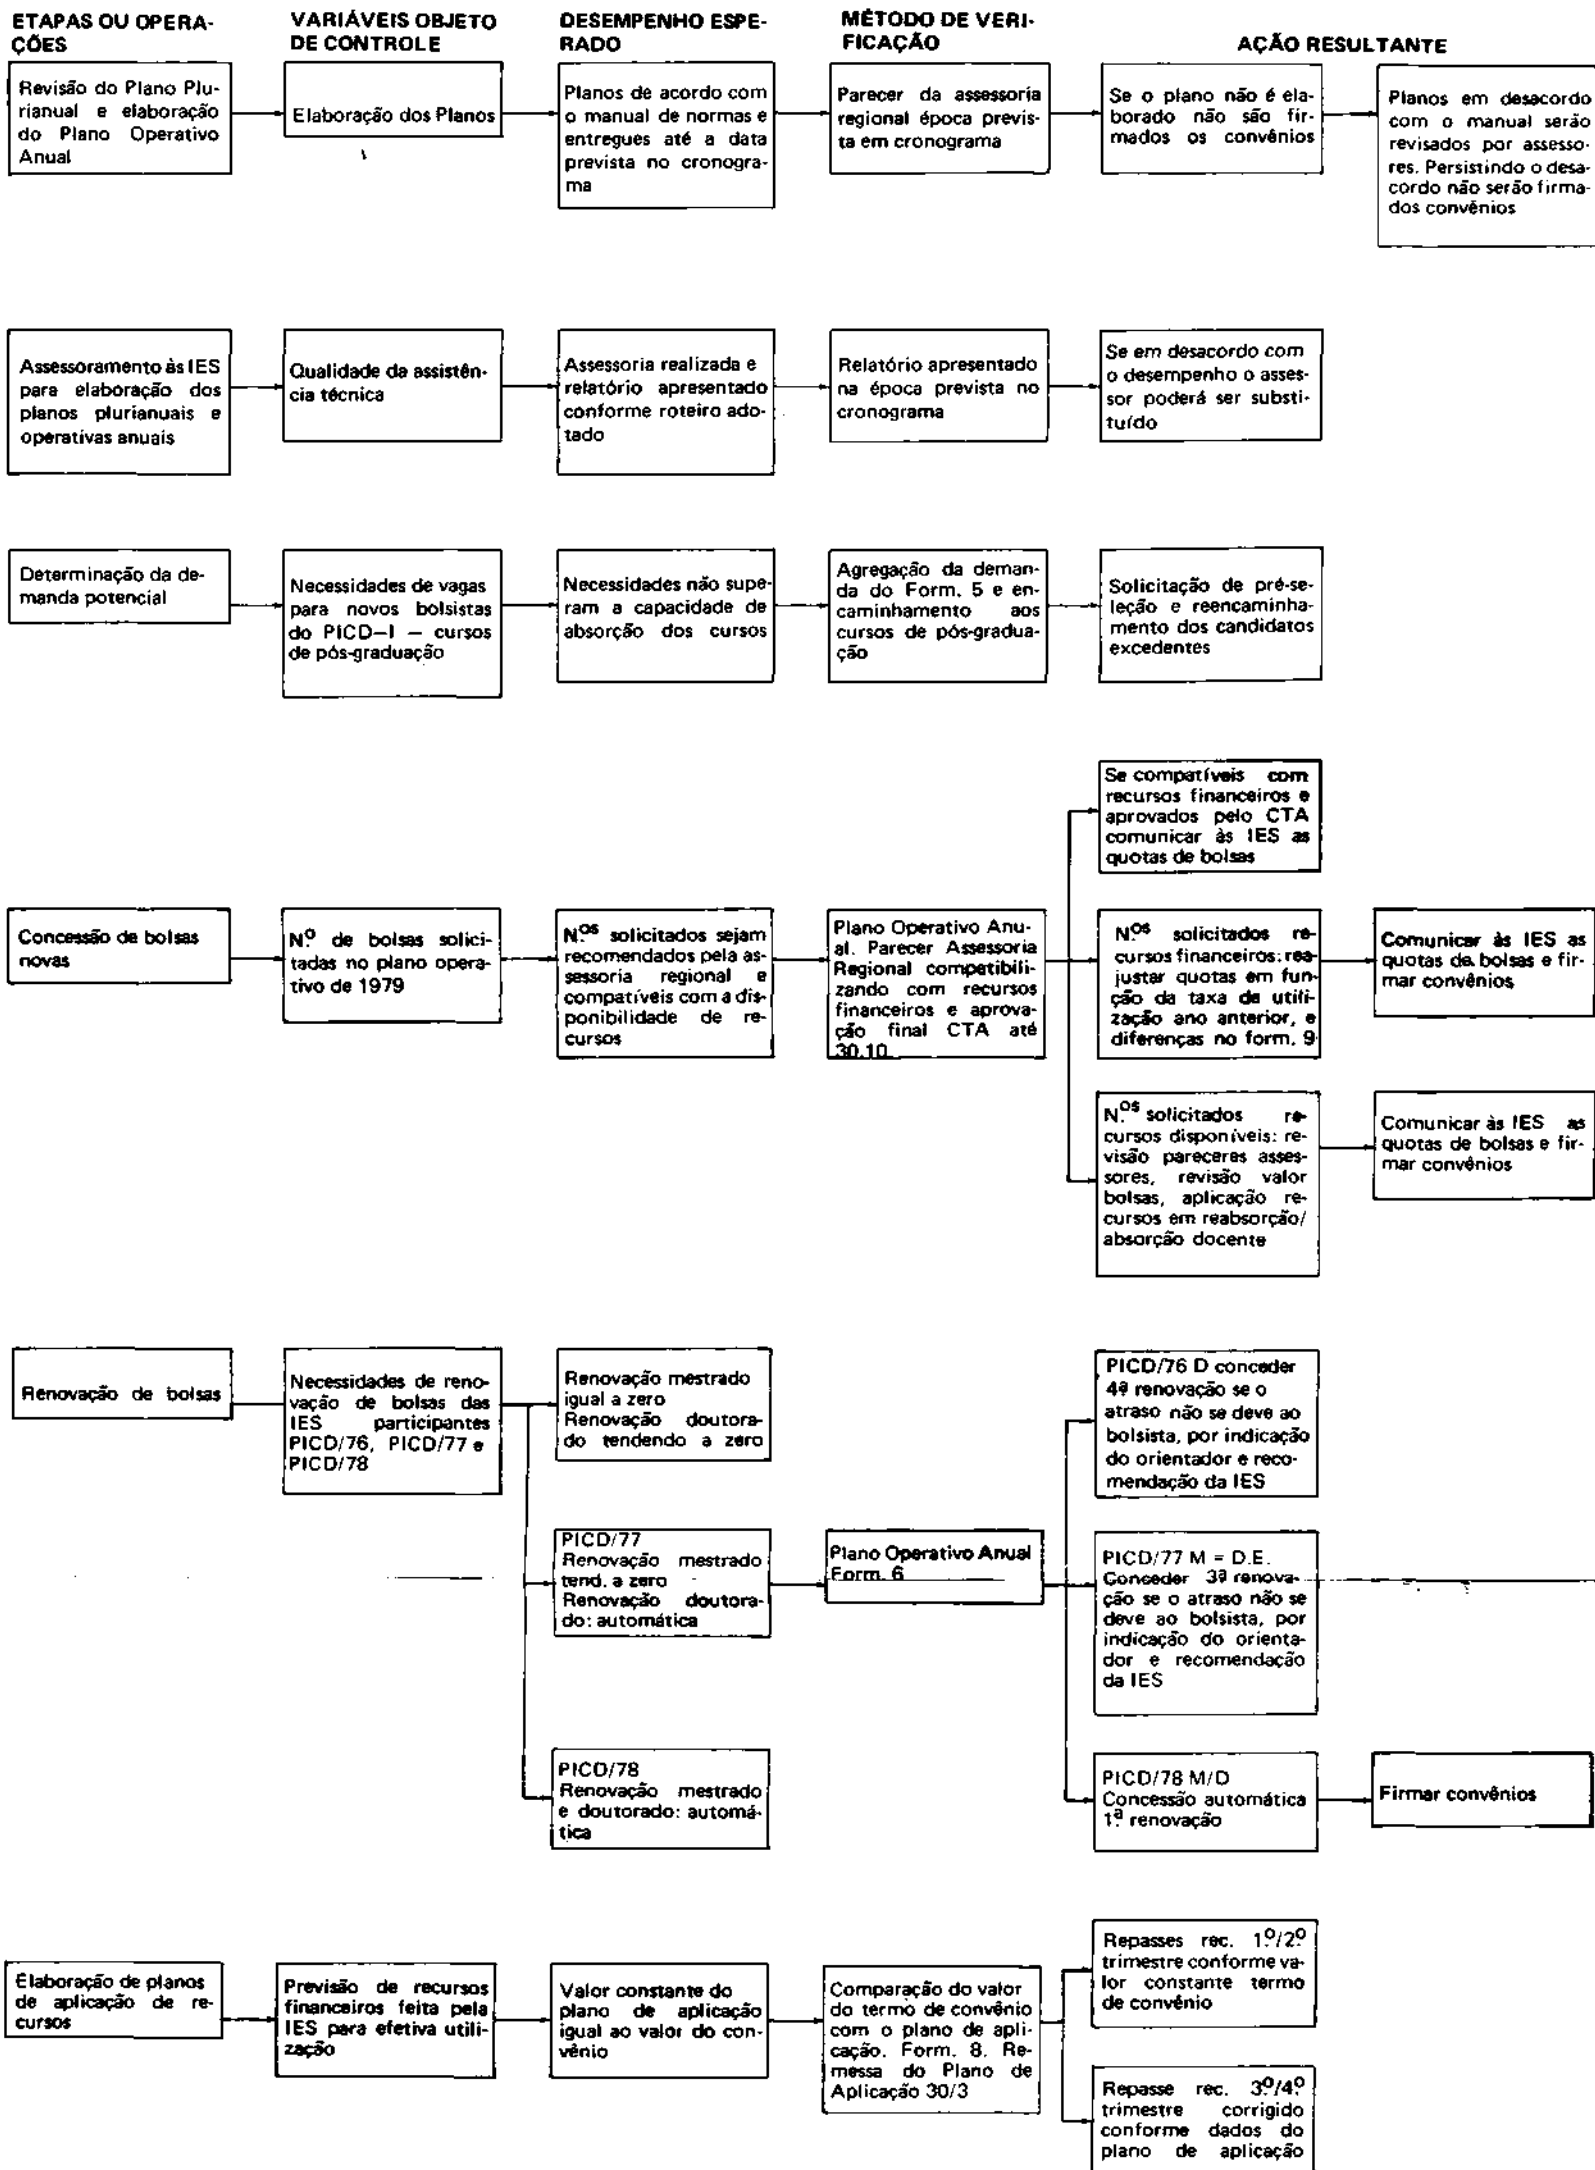 ETAPAS OU OPERA-
ÇÕES
VARIÁVEIS OBJETO
DE CONTROLE
DESEMPENHO ESPE-
RADO
MÉTODO DE VERI-
FICAÇÃO
AÇÃO RESULTANTE
Revisão do Plano Plu-
rianual e elaboração
do Plano Operativo
Anual
Elaboração dos Planos
Planos de acordo com
o manual de normas e
entregues até a data
prevista no cronogra-
ma
Parecer da assessoria
regional época previs-
ta em cronograma
Se o plano não é ela-
borado não são fir-
mados os convênios
Planos em desacordo
com o manual serão
revisados por assesso-
res. Persistindo o desa-
cordo não serão firma-
dos convênios
Assessoramento às IES
para elaboração dos
planos plurianuais e
operativas anuais
Qualidade da assistên-
cia técnica
Assessoria realizada e
relatório apresentado
conforme roteiro ado-
tado
Relatório apresentado
na época prevista no
cronograma
Se em desacordo com
o desempenho o asses-
sor poderá ser substi-
tuído
Determinação da de-
manda potencial
Necessidades de vagas
para novos bolsistas
do PICD-I — cursos
de pós-graduação
Necessidades não supe-
ram a capacidade de
absorção dos cursos
Agregação da deman-
da do Form. 5 e en-
caminhamento aos
cursos de pós-gradua-
ção
Solicitação de pré-se-
leção e reencaminha-
mento dos candidatos
excedentes
Se compatíveis com
recursos financeiros e
aprovados pelo CTA
comunicar às IES as
quotas de bolsas
Concessão de bolsas
novas
N.º de bolsas solici-
tadas no plano opera-
tivo de 1979
N.os solicitados sejam
recomendados pela as-
sessoria regional e
compatíveis com a dis-
ponibilidade de re-
cursos
Plano Operativo Anu-
al. Parecer Assessoria
Regional compatibili-
zando com recursos
financeiros e aprova-
ção final CTA até
30.10
N.os solicitados re-
cursos financeiros: rea-
justar quotas em fun-
ção da taxa de utili-
zação ano anterior, e
diferenças no form. 9
Comunicar às IES as
quotas de bolsas e fir-
mar convênios
N.os solicitados re-
cursos disponíveis: re-
visão pareceres asses-
sores, revisão valor
bolsas, aplicação re-
cursos em reabsorção/
absorção docente
Comunicar às IES as
quotas de bolsas e fir-
mar convênios
Renovação de bolsas
Necessidades de reno-
vação de bolsas das
IES participantes
PICD/76, PICD/77 e
PICD/78
Renovação mestrado
igual a zero
Renovação doutora-
do tendendo a zero
PICD/76 D conceder
4ª renovação se o
atraso não se deve ao
bolsista, por indicação
do orientador e reco-
mendação da IES
PICD/77
Renovação mestrado
tend. a zero
Renovação doutora-
do: automática
Plano Operativo Anual
Form. 6
PICD/77 M = D.E.
Conceder 3ª renova-
ção se o atraso não se
deve ao bolsista, por
indicação do orienta-
dor e recomendação
da IES
PICD/78
Renovação mestrado
e doutorado: automá-
tica
PICD/78 M/D
Concessão automática
1.ª renovação
Firmar convênios
Elaboração de planos
de aplicação de re-
cursos
Previsão de recursos
financeiros feita pela
IES para efetiva utili-
zação
Valor constante do
plano de aplicação
igual ao valor do con-
vênio
Comparação do valor
do termo de convênio
com o plano de apli-
cação. Form. 8. Re-
messa do Plano de
Aplicação 30/3
Repasses rec. 1.º/2.º
trimestre conforme va-
lor constante termo
de convênio
Repasse rec. 3.º/4.º
trimestre corrigido
conforme dados do
plano de aplicação